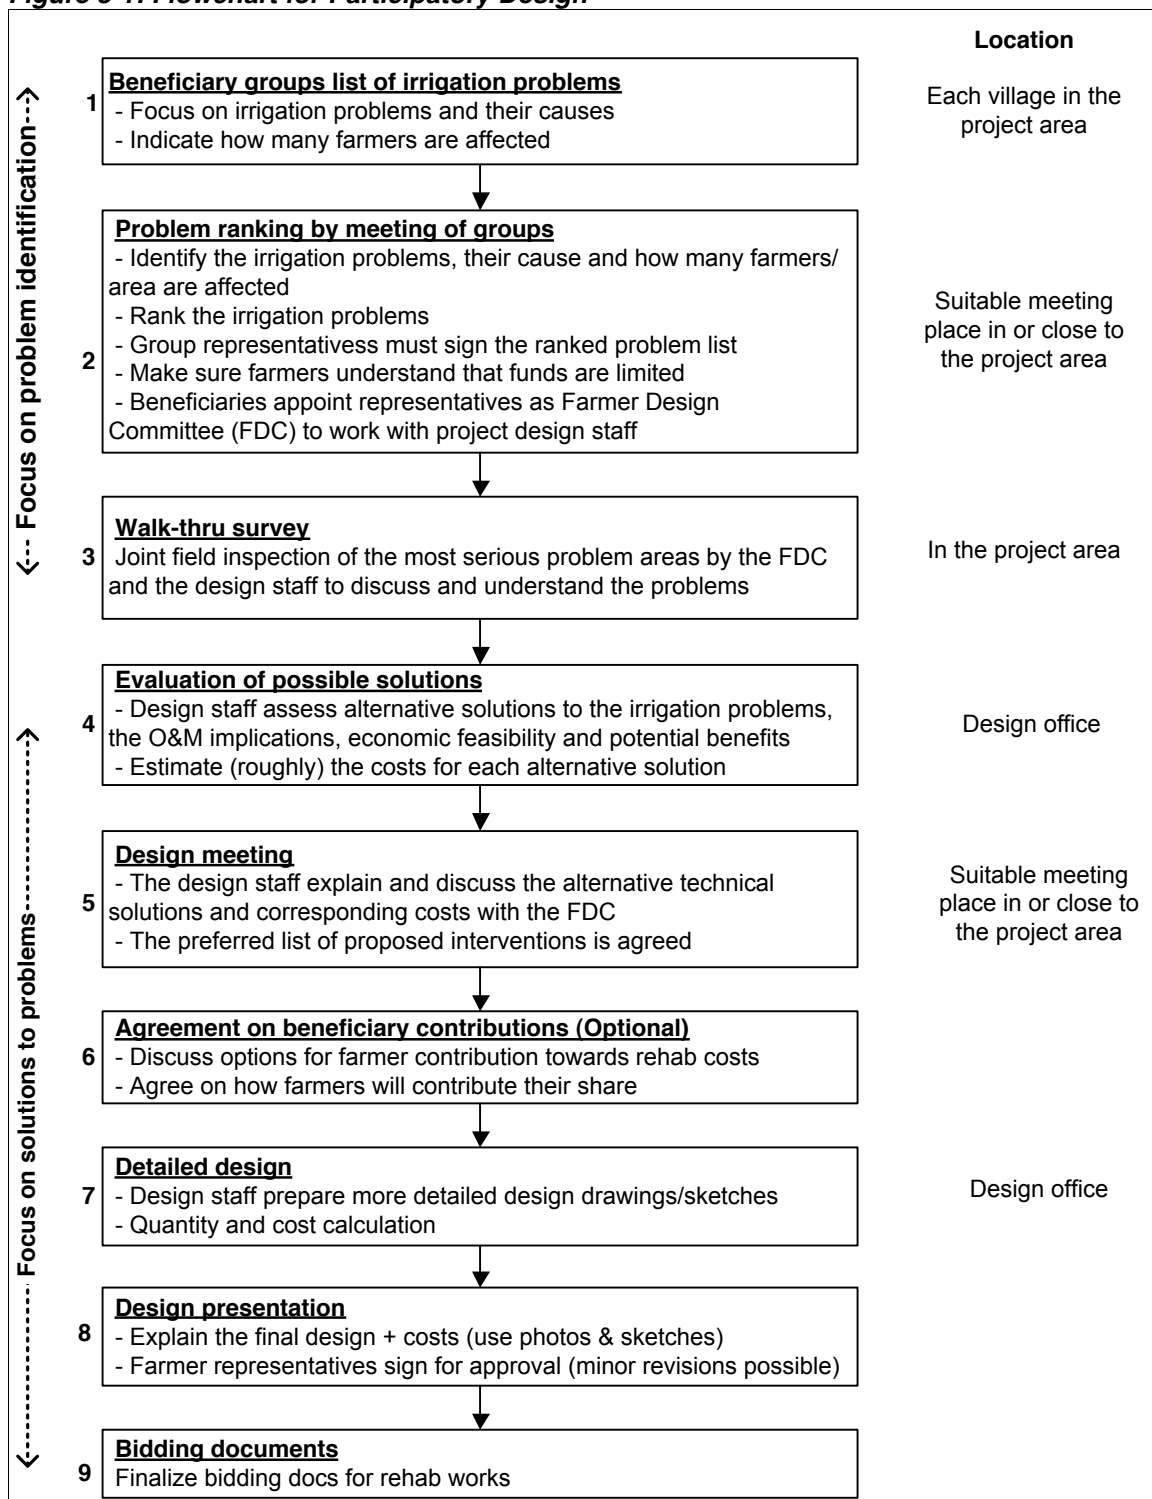 Figure 3-1: Flowchart for Participatory Design
Location
1
Beneficiary groups list of irrigation problems
- Focus on irrigation problems and their causes
- Indicate how many farmers are affected
Each village in the
project area
Focus on problem identification
2
Problem ranking by meeting of groups
- Identify the irrigation problems, their cause and how many farmers/
area are affected
- Rank the irrigation problems
- Group representativess must sign the ranked problem list
- Make sure farmers understand that funds are limited
- Beneficiaries appoint representatives as Farmer Design
Committee (FDC) to work with project design staff
Suitable meeting
place in or close to
the project area
3
Walk-thru survey
Joint field inspection of the most serious problem areas by the FDC
and the design staff to discuss and understand the problems
In the project area
4
Evaluation of possible solutions
- Design staff assess alternative solutions to the irrigation problems,
the O&M implications, economic feasibility and potential benefits
- Estimate (roughly) the costs for each alternative solution
Design office
Focus on solutions to problems
5
Design meeting
- The design staff explain and discuss the alternative technical
solutions and corresponding costs with the FDC
- The preferred list of proposed interventions is agreed
Suitable meeting
place in or close to
the project area
6
Agreement on beneficiary contributions (Optional)
- Discuss options for farmer contribution towards rehab costs
- Agree on how farmers will contribute their share
7
Detailed design
- Design staff prepare more detailed design drawings/sketches
- Quantity and cost calculation
Design office
8
Design presentation
- Explain the final design + costs (use photos & sketches)
- Farmer representatives sign for approval (minor revisions possible)
9
Bidding documents
Finalize bidding docs for rehab works